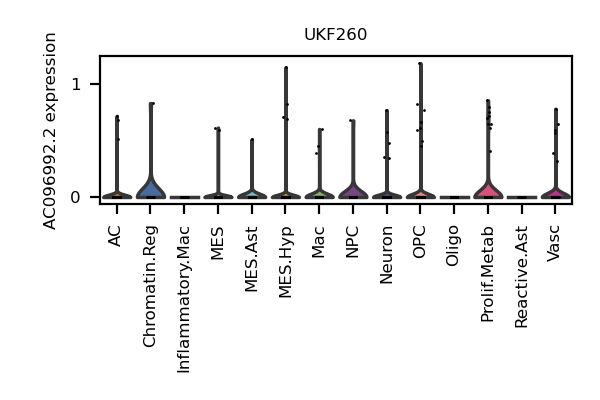 UKF260
AC096992.2 expression
1
0
AC
Chromatin.Reg
Inflammatory.Mac
MES
MES.Ast
MES.Hyp
Mac
NPC
Neuron
OPC
Oligo
Prolif.Metab
Reactive.Ast
Vasc